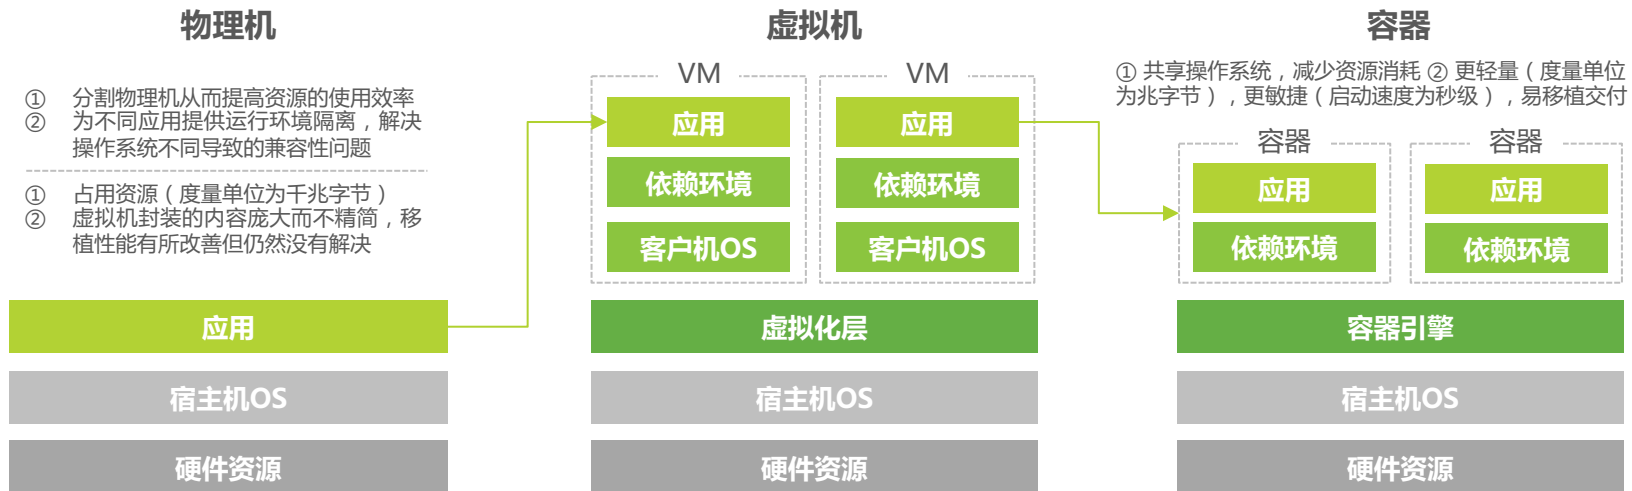 物理机
① 分割物理机从而提高资源的使用效率
② 为不同应用提供运行环境隔离，解决
操作系统不同导致的兼容性问题
① 占用资源（度量单位为千兆字节）
② 虚拟机封装的内容庞大而不精简，移
植性能有所改善但仍然没有解决
应用
宿主机OS
硬件资源
虚拟机
VM
应用
依赖环境
客户机OS
VM
应用
依赖环境
客户机OS
虚拟化层
宿主机OS
硬件资源
容器
① 共享操作系统，减少资源消耗 ② 更轻量（度量单位
为兆字节），更敏捷（启动速度为秒级），易移植交付
容器
应用
依赖环境
容器
应用
依赖环境
容器引擎
宿主机OS
硬件资源